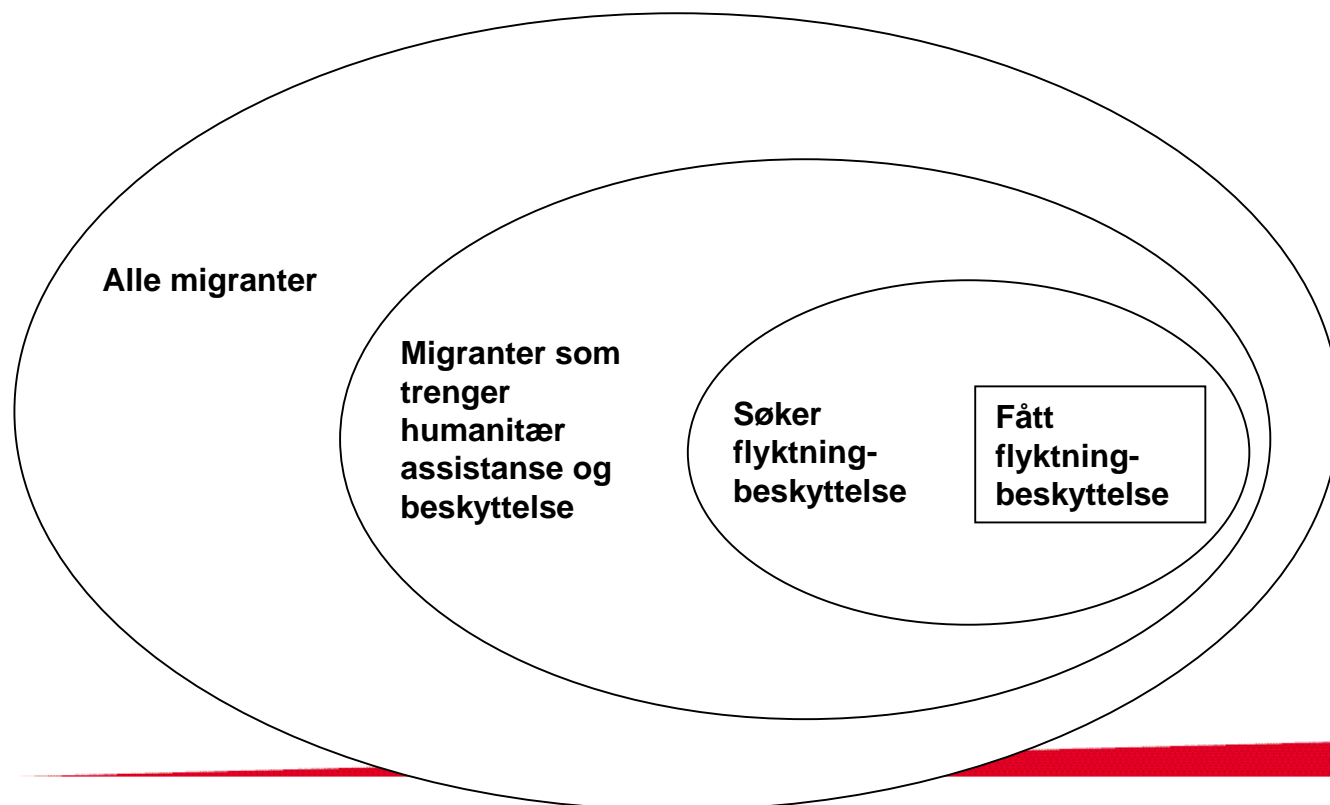 Alle migranter
Migranter som
trenger
humanitær
assistanse og
beskyttelse
Søker
flyktning-
beskyttelse
Fått
flyktning-
beskyttelse